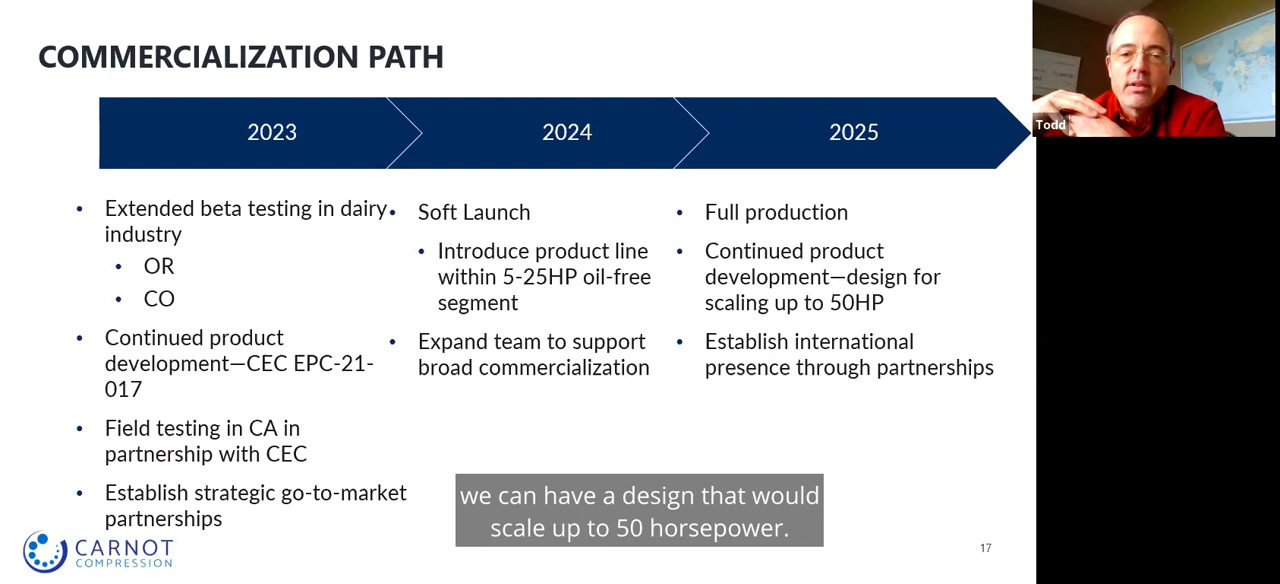 COMMERCIALIZATION PATH
2023
2024
2025
Extended beta testing in dairy
industry
OR
CO
Continued product
development—CEC EPC-21-
017
Field testing in CA in
partnership with CEC
Establish strategic go-to-market
partnerships
Soft Launch
Introduce product line
within 5-25HP oil-free
segment
Expand team to support
broad commercialization
Full production
Continued product
development—design for
scaling up to 50HP
Establish international
presence through partnerships
we can have a design that would
scale up to 50 horsepower.
CARNOT
COMPRESSION
17
Todd